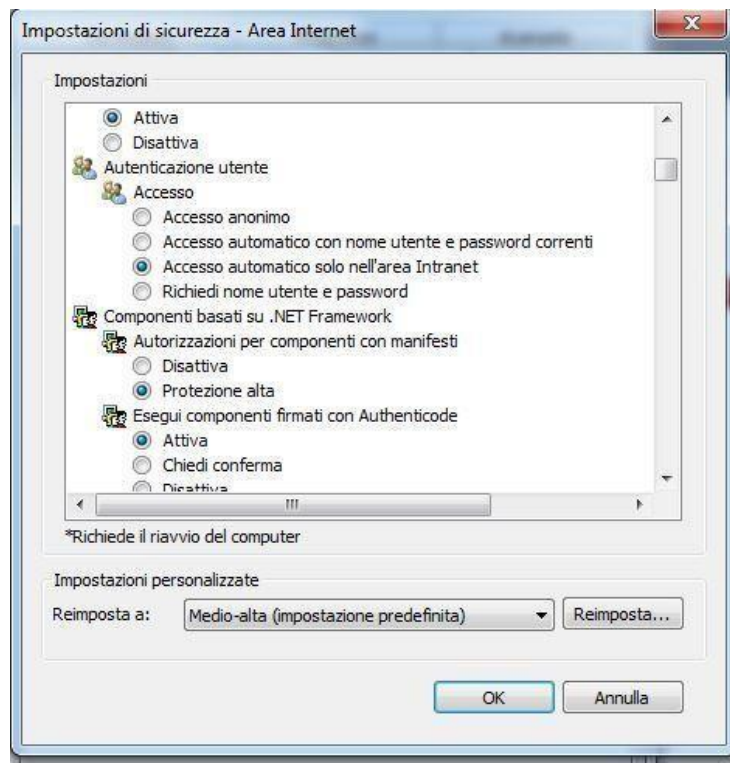 Impostazioni di sicurezza - Area Internet
Impostazioni
Attiva
Disattiva
Autenticazione utente
Accesso
Accesso anonimo
Accesso automatico con nome utente e password correnti
Accesso automatico solo nell'area Intranet
Richiedi nome utente e password
Componenti basati su .NET Framework
Autorizzazioni per componenti con manifesti
Disattiva
Protezione alta
Esegui componenti firmati con Authenticode
Attiva
Chiedi conferma
Disattiva
*Richiede il riavvio del computer
Impostazioni personalizzate
Reimposta a: Medio-alta (impostazione predefinita) Reimposta...
OK Annulla